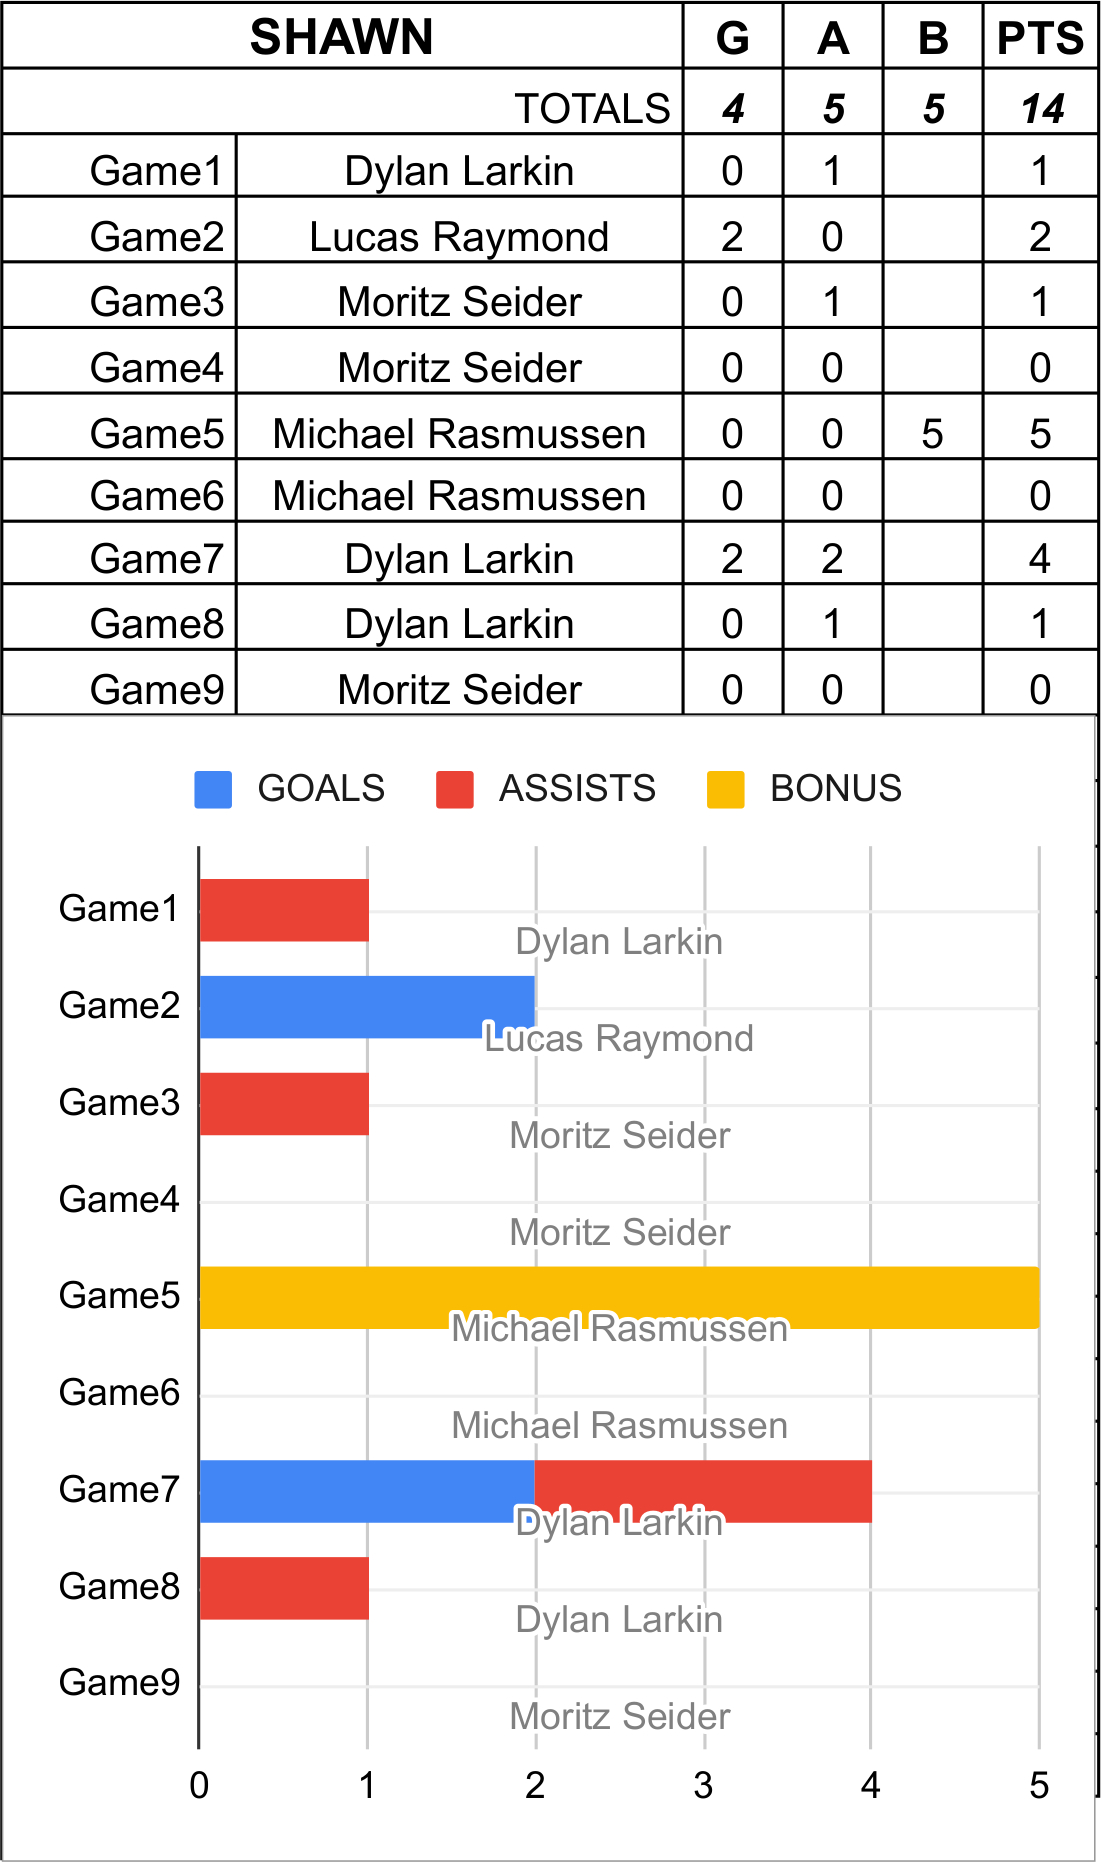 SHAWN G A B PTS
TOTALS 4 5 5 14
Game1 Dylan Larkin 0 1 1
Game2 Lucas Raymond 2 0 2
Game3 Moritz Seider 0 1 1
Game4 Moritz Seider 0 0 0
Game5 Michael Rasmussen 0 0 5 5
Game6 Michael Rasmussen 0 0 0
Game7 Dylan Larkin 2 2 4
Game8 Dylan Larkin 0 1 1
Game9 Moritz Seider 0 0 0
GOALS ASSISTS BONUS
Game1
Dylan Larkin
Game2
Lucas Raymond
Game3
Moritz Seider
Game4
Moritz Seider
Game5
Michael Rasmussen
Game6
Michael Rasmussen
Game7
Dylan Larkin
Game8
Dylan Larkin
Game9
Moritz Seider
0 1 2 3 4 5